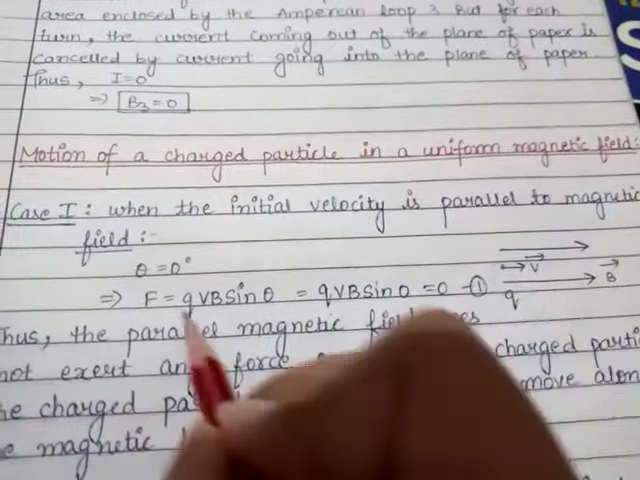 area enclosed by the Amperean loop 3 But for each
turn, the current coming out of the plane of paper is
cancelled by current going into the plane of paper
Thus, I=0
=> B₃=0
Motion of a charged particle in a uniform magnetic field:
Case I: when the initial velocity is parallel to magnetic
field:-
θ=0°
=> F = qVBsinθ = qVBsin0 =0 -①
V
B
q
Thus, the parallel magnetic
not exert any force charged parti
he charged move alon
e magnetic